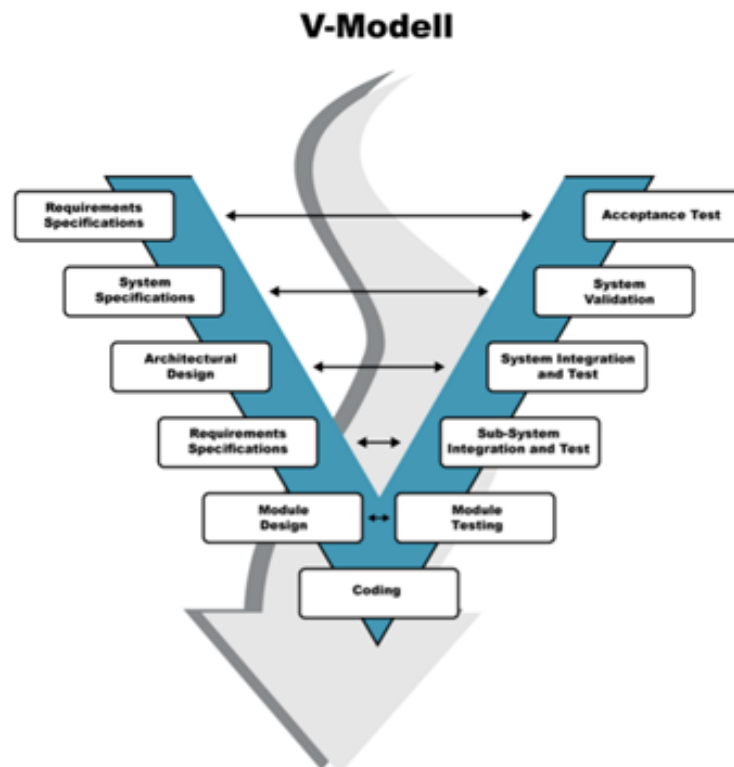 V-Modell
Requirements
Specifications
Acceptance Test
System
Specifications
System
Validation
Architectural
Design
System Integration
and Test
Requirements
Specifications
Sub-System
Integration and Test
Module
Design
Module
Testing
Coding